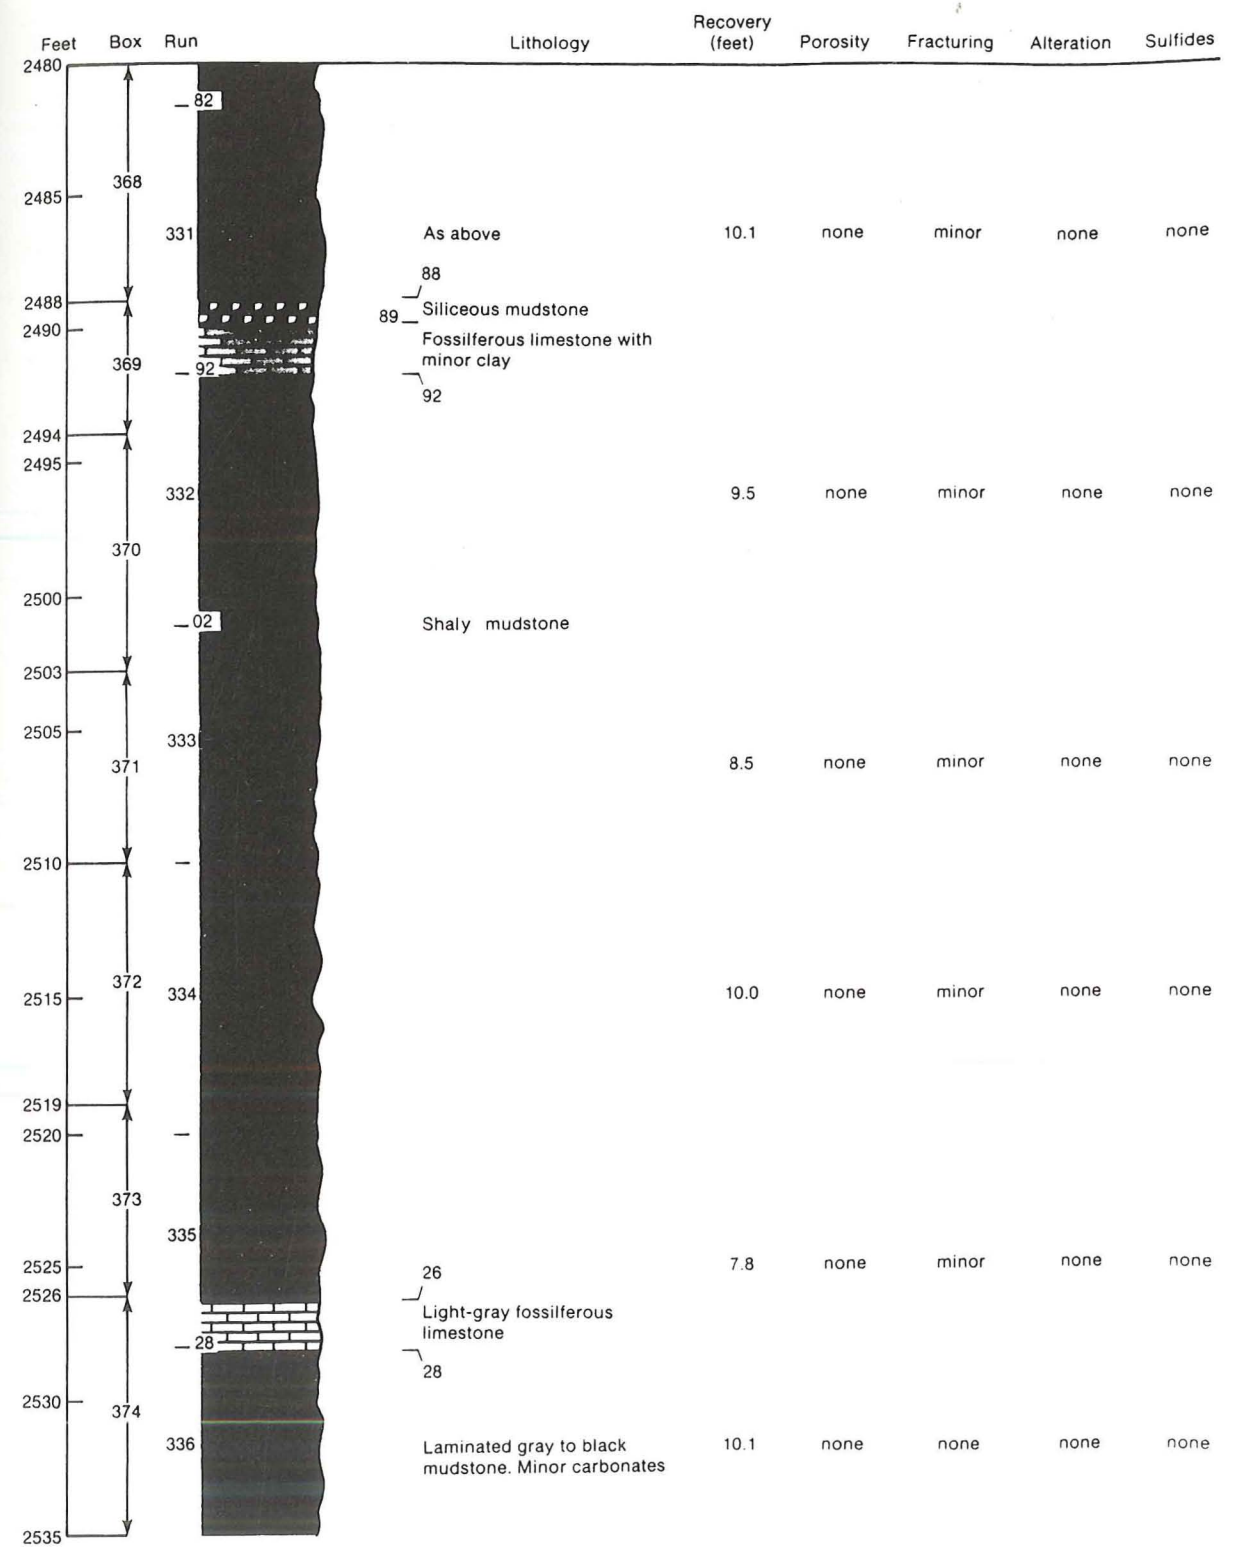 Feet Box Run Lithology Recovery (feet) Porosity Fracturing Alteration Sulfides
2480
82
368
2485
331 As above 10.1 none minor none none
88
2488
Siliceous mudstone
89
2490
Fossilferous limestone with
minor clay
369
92
92
2494
2495
332 9.5 none minor none none
370
2500
02 Shaly mudstone
2503
2505
333
371 8.5 none minor none none
2510
372
2515 334 10.0 none minor none none
2519
2520
373
335
2525 7.8 none minor none none
26
2526
Light-gray fossilferous
limestone
28
28
2530
374
336 Laminated gray to black 10.1 none none none none
mudstone. Minor carbonates
2535